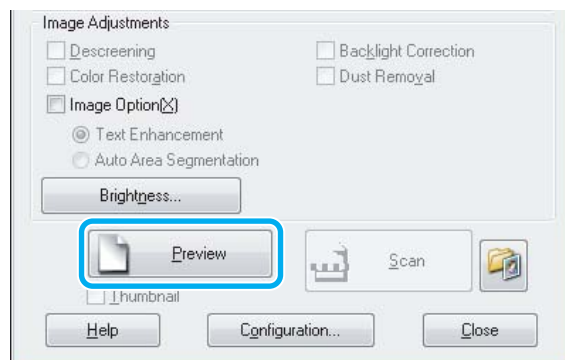 Image Adjustments
Descreening Backlight Correction
Color Restoration Dust Removal
Image Option(X)
Text Enhancement
Auto Area Segmentation
Brightness...
Preview Scan
Thumbnail
Help Configuration... Close